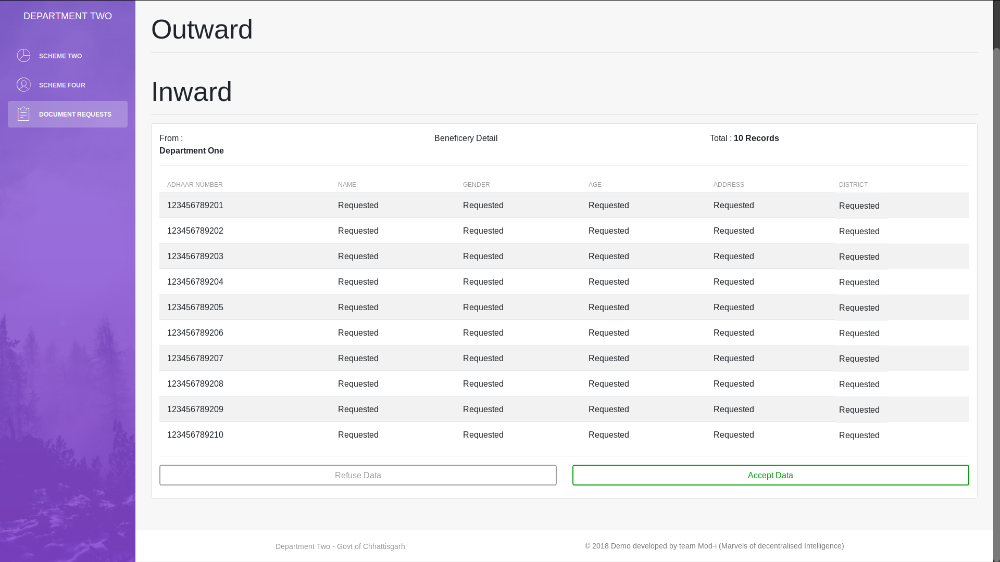 DEPARTMENT TWO
SCHEME TWO
SCHEME FOUR
DOCUMENT REQUESTS
Outward
Inward
From : Beneficery Detail Total : 10 Records
Department One
ADHAAR NUMBER NAME GENDER AGE ADDRESS DISTRICT
123456789201 Requested Requested Requested Requested Requested
123456789202 Requested Requested Requested Requested Requested
123456789203 Requested Requested Requested Requested Requested
123456789204 Requested Requested Requested Requested Requested
123456789205 Requested Requested Requested Requested Requested
123456789206 Requested Requested Requested Requested Requested
123456789207 Requested Requested Requested Requested Requested
123456789208 Requested Requested Requested Requested Requested
123456789209 Requested Requested Requested Requested Requested
123456789210 Requested Requested Requested Requested Requested
Refuse Data Accept Data
Department Two - Govt of Chhattisgarh © 2018 Demo developed by team Mod-i (Marvels of decentralised Intelligence)